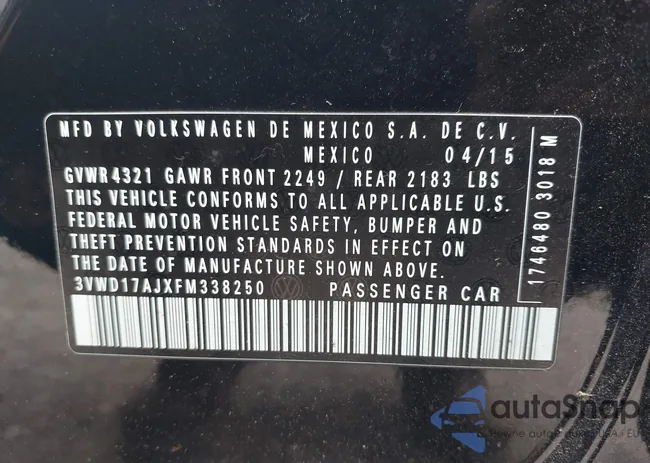 MFD BY VOLKSWAGEN DE MEXICO S.A. DE C.V.
MEXICO 04/15
GVWR 4321 GAWR FRONT 2249 / REAR 2183 LBS
THIS VEHICLE CONFORMS TO ALL APPLICABLE U.S.
FEDERAL MOTOR VEHICLE SAFETY, BUMPER AND
THEFT PREVENTION STANDARDS IN EFFECT ON
THE DATE OF MANUFACTURE SHOWN ABOVE.
3VWD17AJXFM338250 PASSENGER CAR
1746480 3018 M
autoSnap